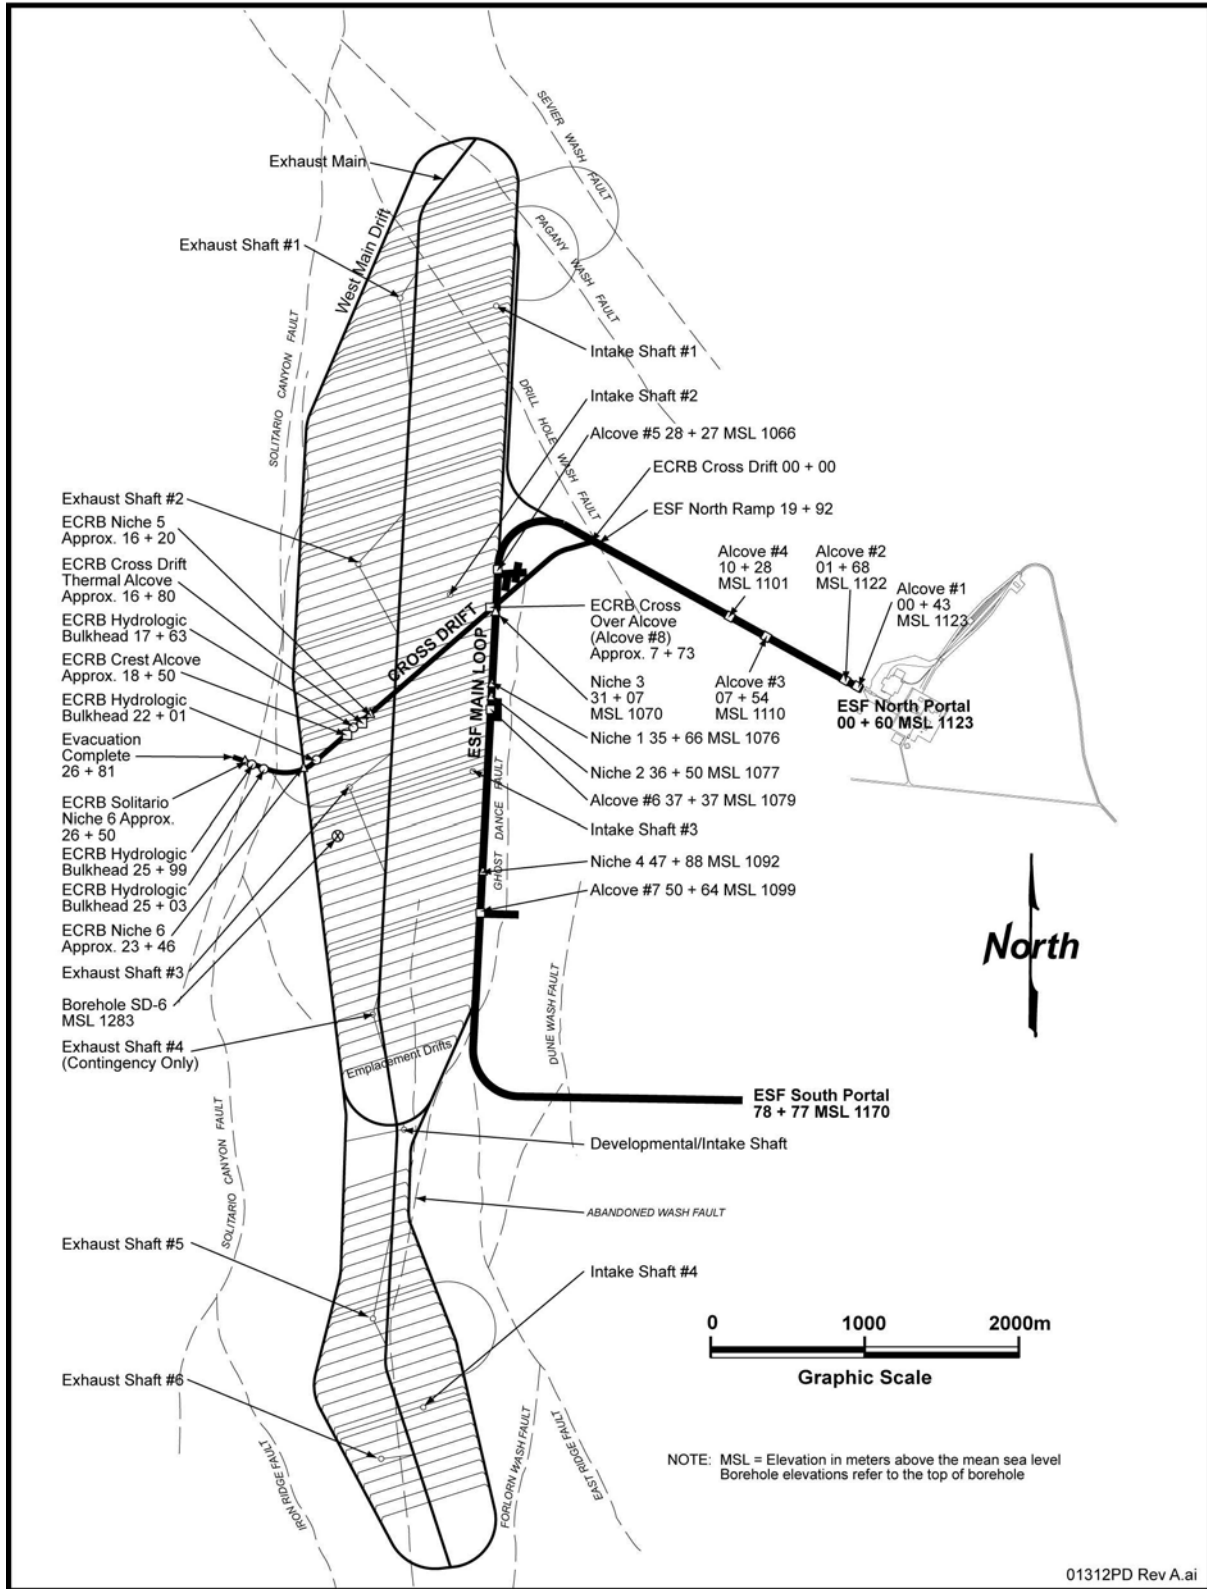 SEVIER WASH FAULT
Exhaust Main
West Main Drift
PAGANY WASH FAULT
Exhaust Shaft #1
SOLITARIO CANYON FAULT
Intake Shaft #1
DRILL HOLE WASH FAULT
Intake Shaft #2
Alcove #5 28 + 27 MSL 1066
ECRB Cross Drift 00 + 00
ESF North Ramp 19 + 92
Exhaust Shaft #2
ECRB Niche 5
Approx. 16 + 20
ECRB Cross Drift
Thermal Alcove
Approx. 16 + 80
ECRB Hydrologic
Bulkhead 17 + 63
ECRB Crest Alcove
Approx. 18 + 50
ECRB Hydrologic
Bulkhead 22 + 01
Evacuation
Complete
26 + 81
ECRB Solitario
Niche 6 Approx.
26 + 50
ECRB Hydrologic
Bulkhead 25 + 99
ECRB Hydrologic
Bulkhead 25 + 03
ECRB Niche 6
Approx. 23 + 46
Exhaust Shaft #3
Borehole SD-6
MSL 1283
Exhaust Shaft #4
(Contingency Only)
CROSS DRIFT
ESF MAIN LOOP
Alcove #4
10 + 28
MSL 1101
Alcove #2
01 + 68
MSL 1122
Alcove #1
00 + 43
MSL 1123
ECRB Cross
Over Alcove
(Alcove #8)
Approx. 7 + 73
Niche 3
31 + 07
MSL 1070
Alcove #3
07 + 54
MSL 1110
ESF North Portal
00 + 60 MSL 1123
Niche 1 35 + 66 MSL 1076
Niche 2 36 + 50 MSL 1077
Alcove #6 37 + 37 MSL 1079
Intake Shaft #3
GHOST DANCE FAULT
Niche 4 47 + 88 MSL 1092
Alcove #7 50 + 64 MSL 1099
North
DUNE WASH FAULT
Emplacement Drifts
ESF South Portal
78 + 77 MSL 1170
Developmental/Intake Shaft
SOLITARIO CANYON FAULT
ABANDONED WASH FAULT
Exhaust Shaft #5
Intake Shaft #4
Exhaust Shaft #6
0 1000 2000m
Graphic Scale
IRON RIDGE FAULT
FORLORN WASH FAULT
EAST RIDGE FAULT
NOTE: MSL = Elevation in meters above the mean sea level
Borehole elevations refer to the top of borehole
01312PD Rev A.ai